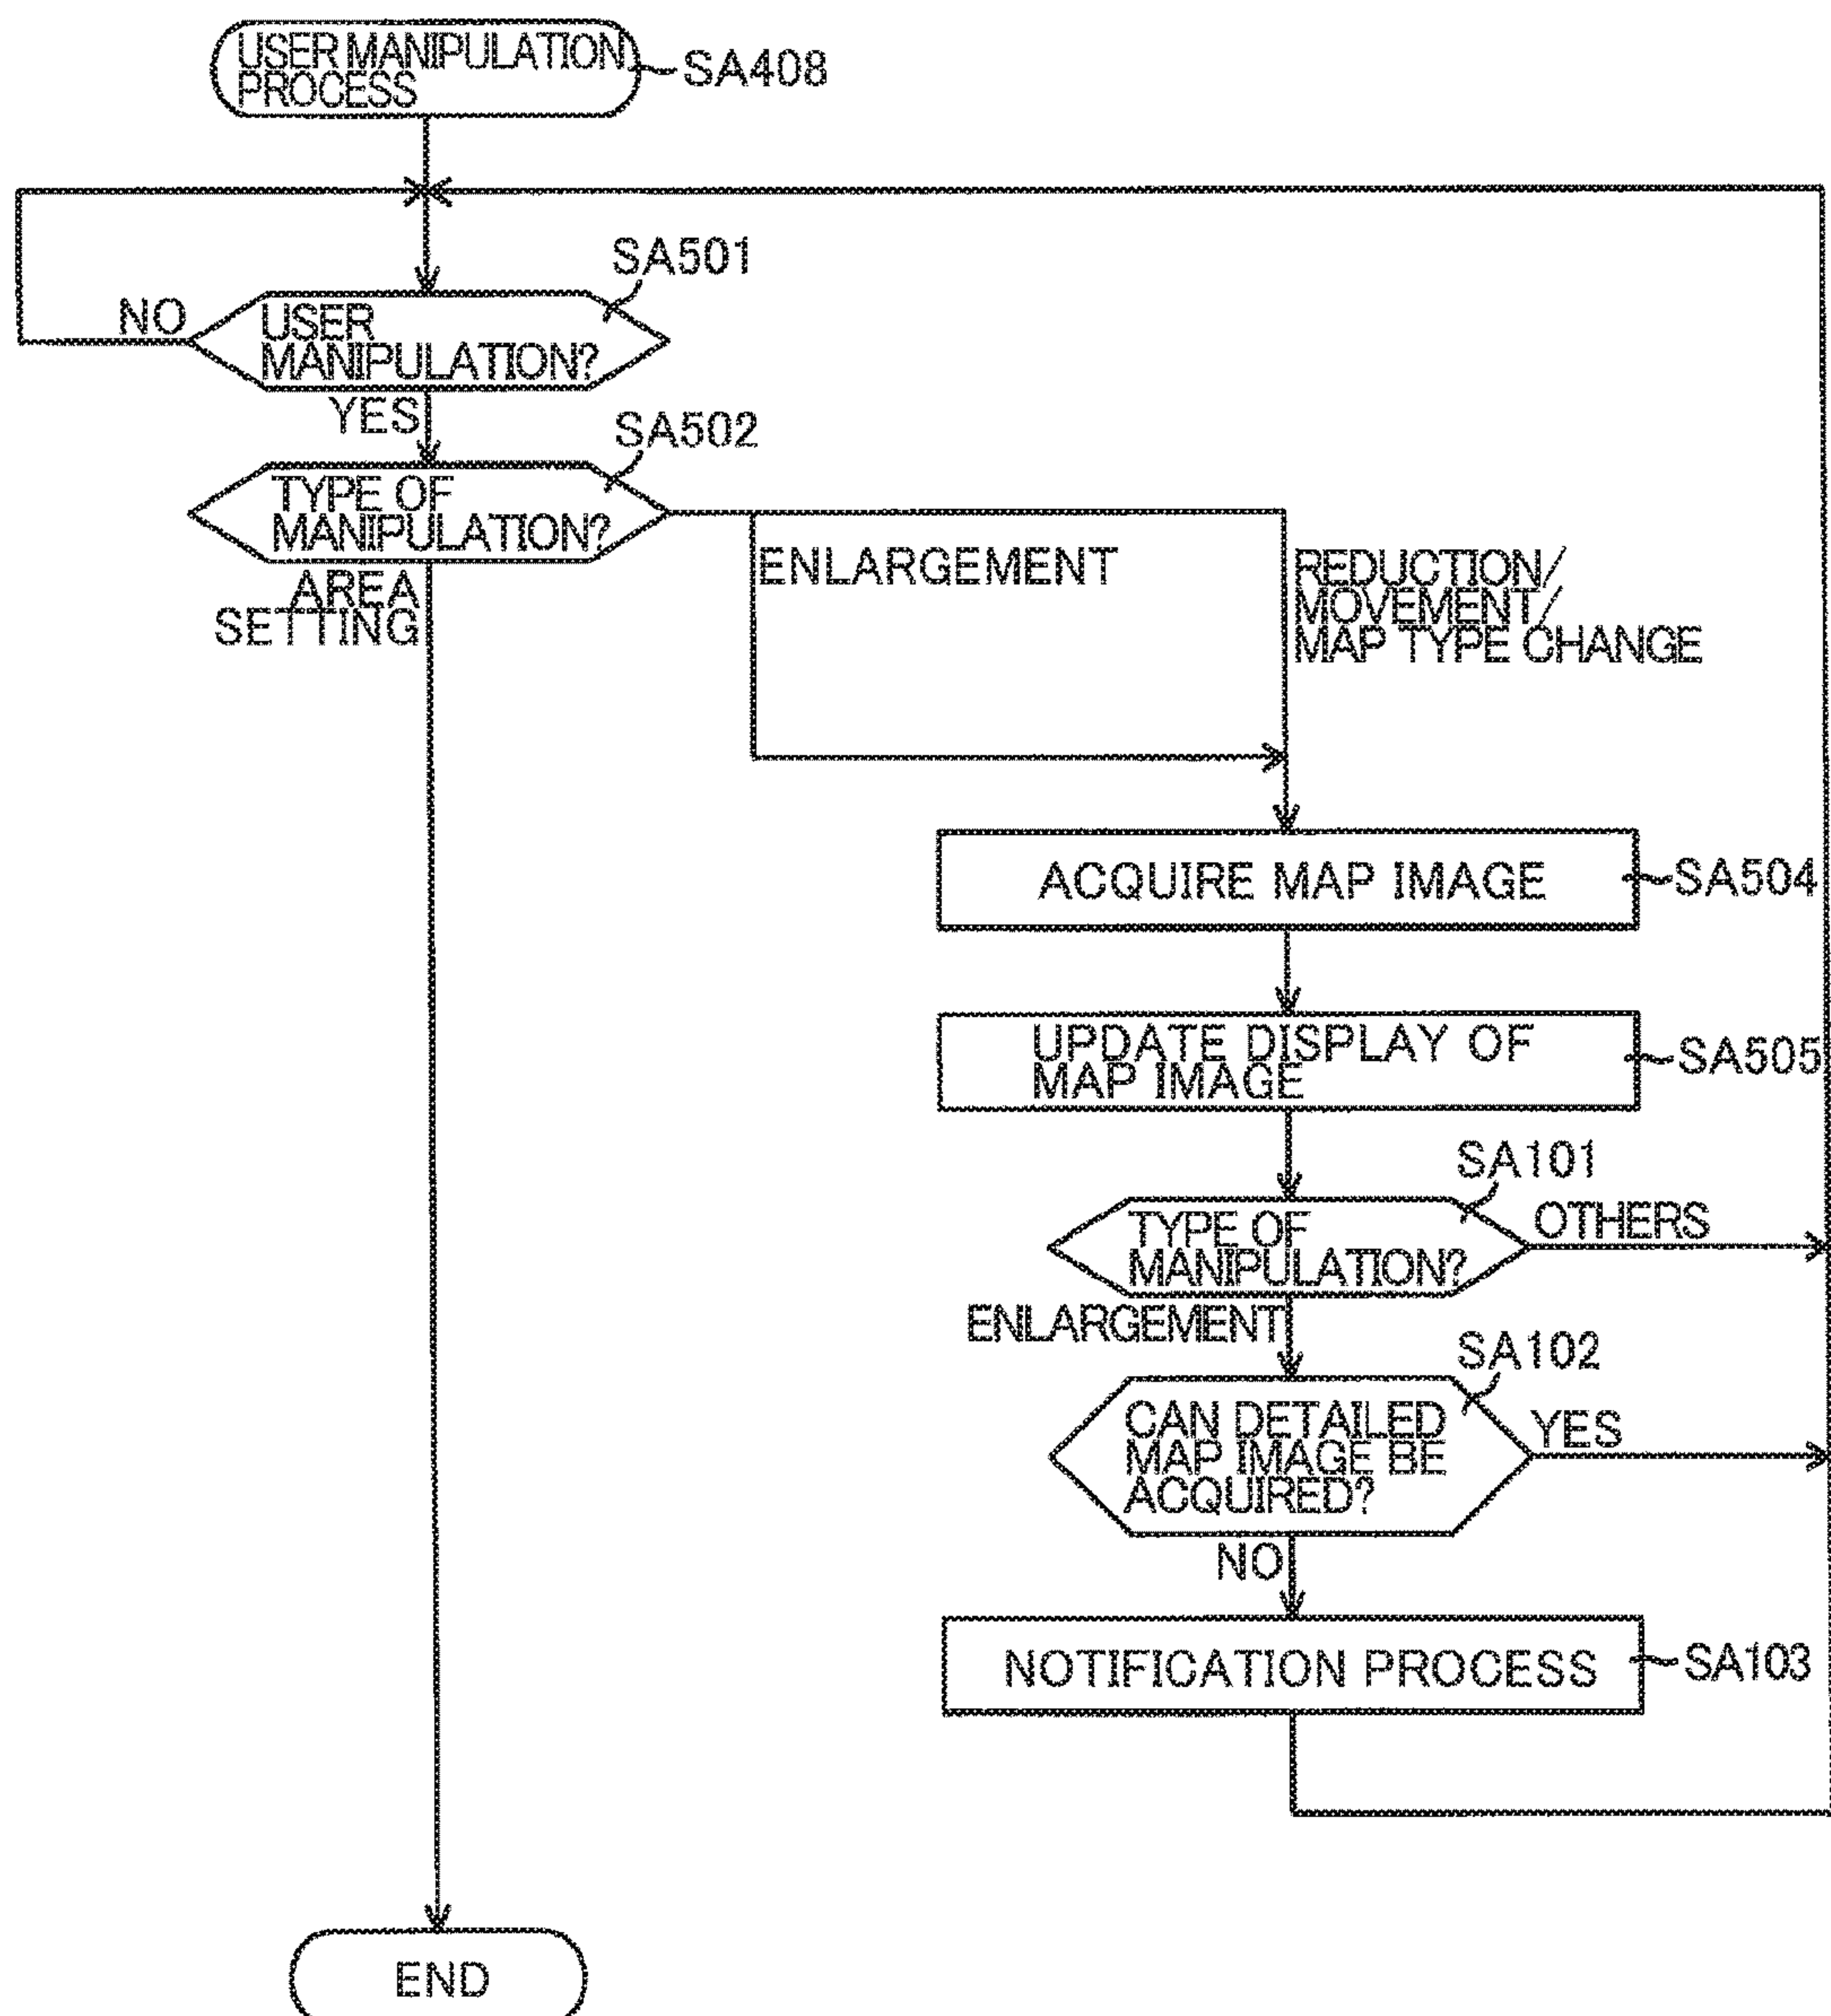 USER MANIPULATION
PROCESS
SA408
SA501
NO
USER
MANIPULATION?
YES
SA502
TYPE OF
MANIPULATION?
ENLARGEMENT
REDUCTION/
MOVEMENT/
MAP TYPE CHANGE
AREA
SETTING
ACQUIRE MAP IMAGE
SA504
UPDATE DISPLAY OF
MAP IMAGE
SA505
SA101
TYPE OF
MANIPULATION?
OTHERS
ENLARGEMENT
SA102
CAN DETAILED
MAP IMAGE BE
ACQUIRED?
YES
NO
NOTIFICATION PROCESS
SA103
END